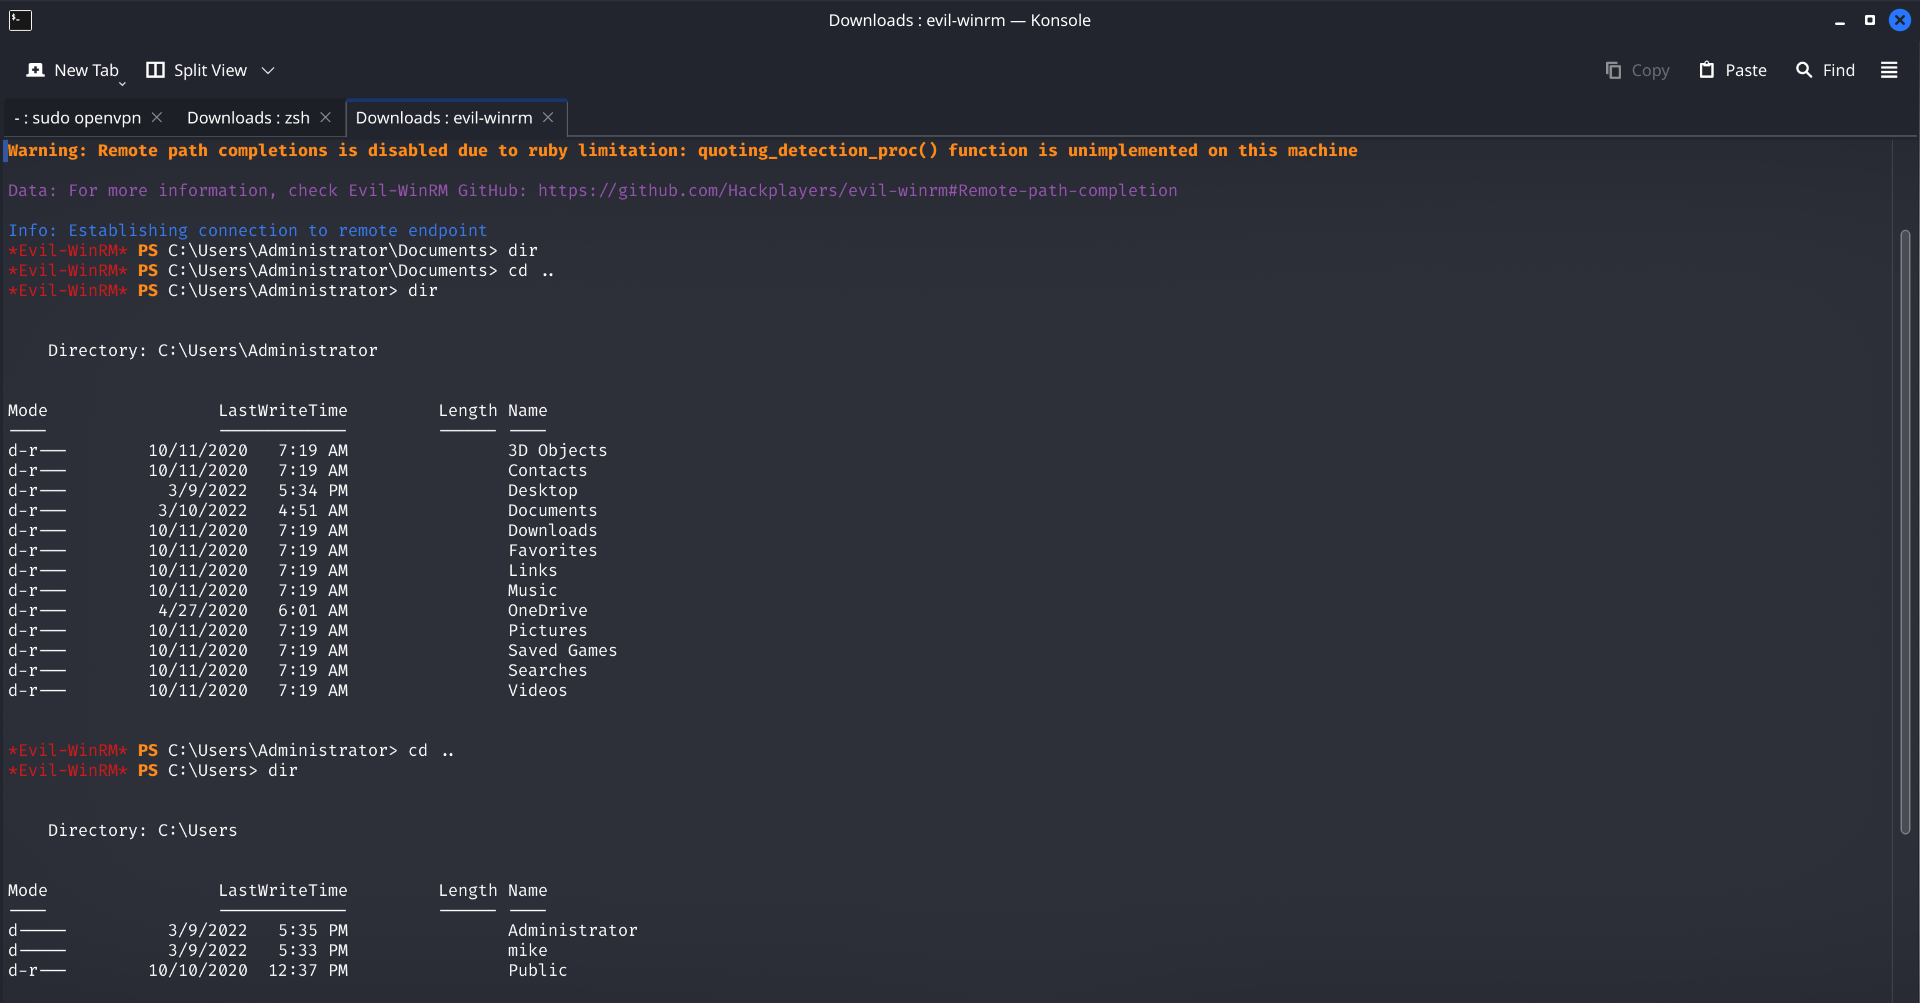 Downloads : evil-winrm — Konsole
New Tab Split View Copy Paste Find
- : sudo openvpn Downloads : zsh Downloads : evil-winrm
Warning: Remote path completions is disabled due to ruby limitation: quoting_detection_proc() function is unimplemented on this machine
Data: For more information, check Evil-WinRM GitHub: https://github.com/Hackplayers/evil-winrm#Remote-path-completion
Info: Establishing connection to remote endpoint
*Evil-WinRM* PS C:\Users\Administrator\Documents> dir
*Evil-WinRM* PS C:\Users\Administrator\Documents> cd ..
*Evil-WinRM* PS C:\Users\Administrator> dir
Directory: C:\Users\Administrator
Mode LastWriteTime Length Name
---- ------------- ------ ----
d-r--- 10/11/2020 7:19 AM 3D Objects
d-r--- 10/11/2020 7:19 AM Contacts
d-r--- 3/9/2022 5:34 PM Desktop
d-r--- 3/10/2022 4:51 AM Documents
d-r--- 10/11/2020 7:19 AM Downloads
d-r--- 10/11/2020 7:19 AM Favorites
d-r--- 10/11/2020 7:19 AM Links
d-r--- 10/11/2020 7:19 AM Music
d-r--- 4/27/2020 6:01 AM OneDrive
d-r--- 10/11/2020 7:19 AM Pictures
d-r--- 10/11/2020 7:19 AM Saved Games
d-r--- 10/11/2020 7:19 AM Searches
d-r--- 10/11/2020 7:19 AM Videos
*Evil-WinRM* PS C:\Users\Administrator> cd ..
*Evil-WinRM* PS C:\Users> dir
Directory: C:\Users
Mode LastWriteTime Length Name
---- ------------- ------ ----
d----- 3/9/2022 5:35 PM Administrator
d----- 3/9/2022 5:33 PM mike
d-r--- 10/10/2020 12:37 PM Public